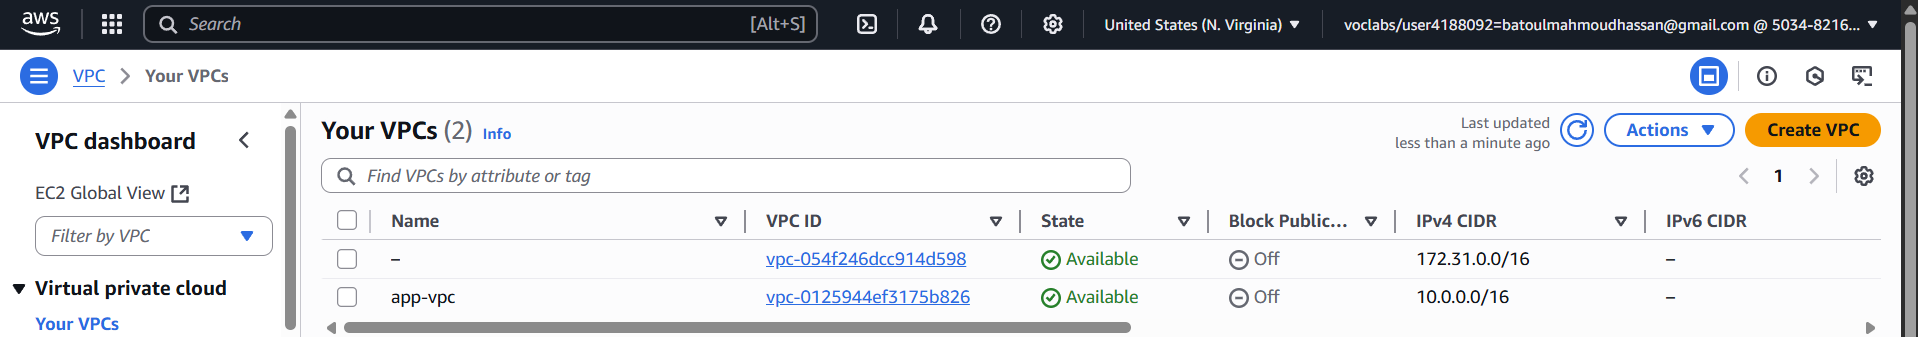 aws
Search [Alt+S]
United States (N. Virginia)
voclabs/user4188092=batoulmahmoudhassan@gmail.com @ 5034-8216...
VPC
Your VPCs
VPC dashboard
EC2 Global View
Filter by VPC
Virtual private cloud
Your VPCs
Your VPCs (2) Info
Last updated
less than a minute ago
Actions
Create VPC
Find VPCs by attribute or tag
1
Name VPC ID State Block Public... IPv4 CIDR IPv6 CIDR
– vpc-054f246dcc914d598 Available Off 172.31.0.0/16 –
app-vpc vpc-0125944ef3175b826 Available Off 10.0.0.0/16 –